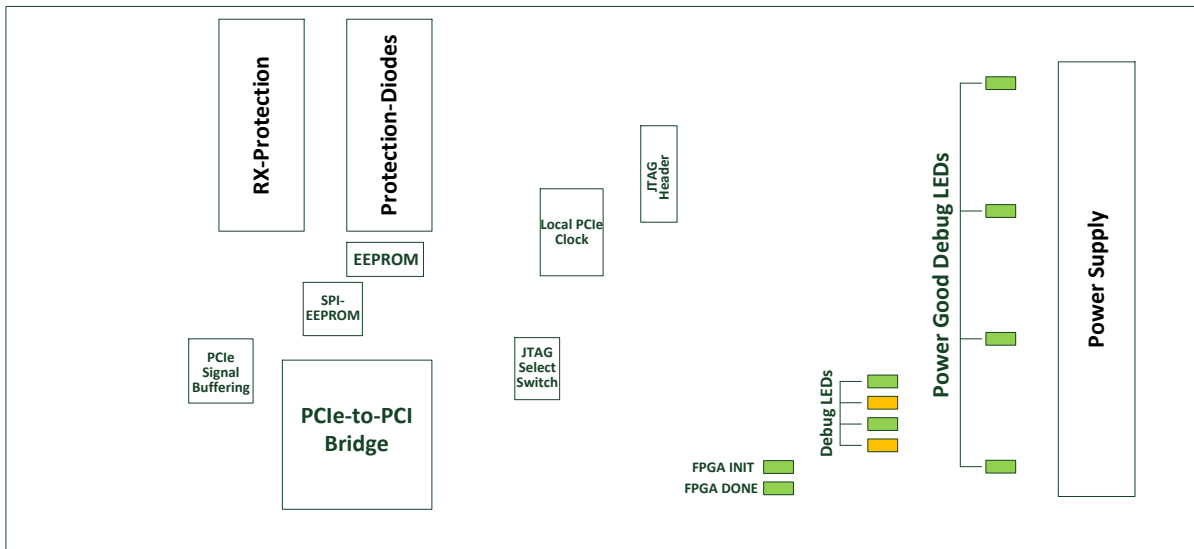 RX-Protection
Protection-Diodes
EEPROM
SPI-
EEPROM
PCIe
Signal
Buffering
PCIe-to-PCI
Bridge
Local PCIe
Clock
JTAG
Header
JTAG
Select
Switch
FPGA INIT
FPGA DONE
Debug LEDs
Power Good Debug LEDs
Power Supply